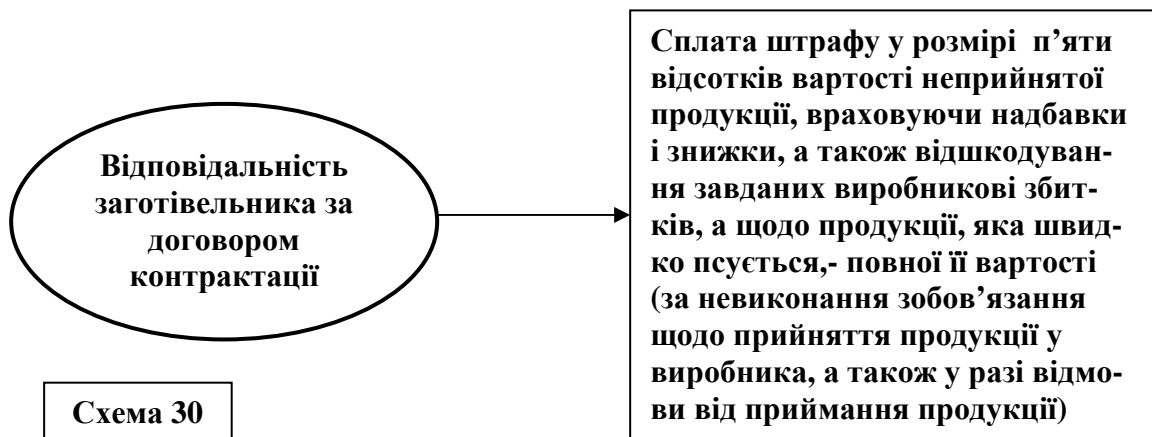 Відповідальність
заготівельника за
договором
контрактації
Сплата штрафу у розмірі п’яти
відсотків вартості неприйнятої
продукції, враховуючи надбавки
і знижки, а також відшкодуван-
ня завданих виробникові збит-
ків, а щодо продукції, яка швид-
ко псується,- повної її вартості
(за невиконання зобов’язання
щодо прийняття продукції у
виробника, а також у разі відмо-
ви від приймання продукції)
Схема 30